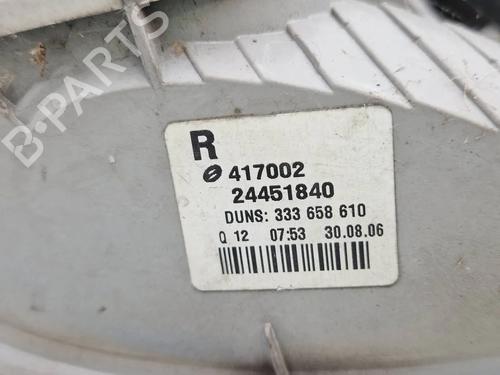 B-PARTS
R
417002
24451840
DUNS: 333 658 610
Q 12 07:53 30.08.06